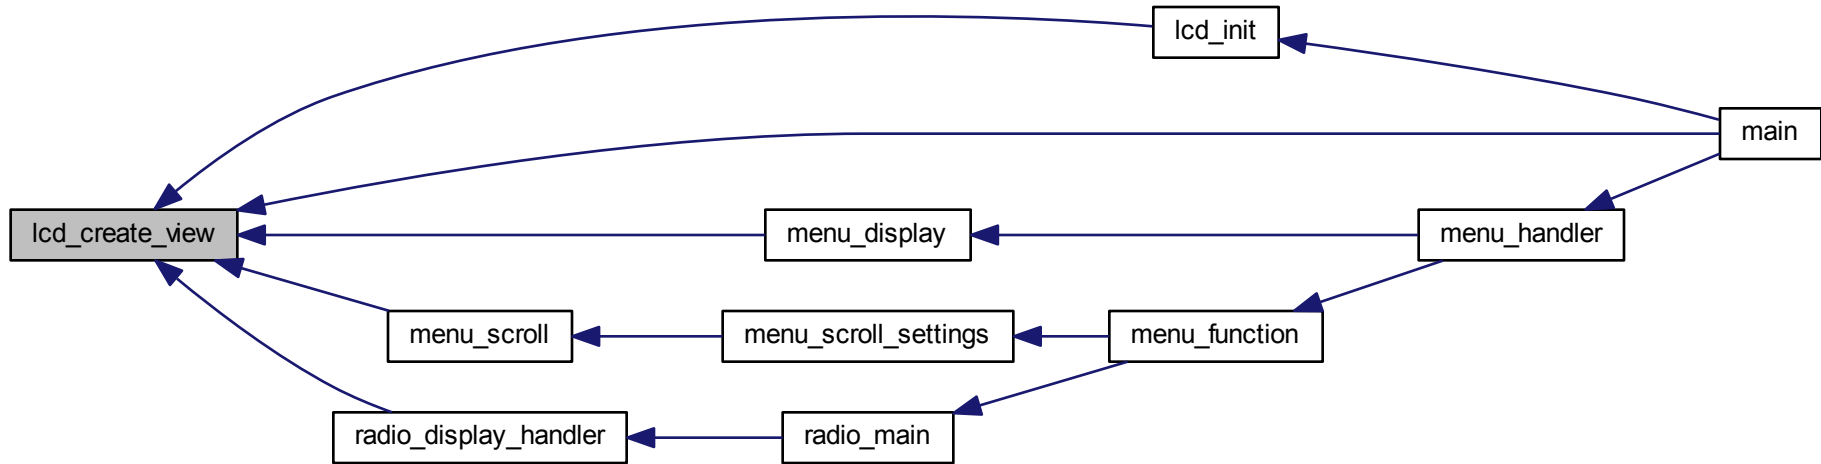 lcd_init
main
lcd_create_view
menu_display
menu_handler
menu_scroll
menu_scroll_settings
menu_function
radio_display_handler
radio_main